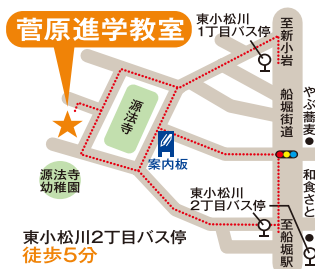 菅原進学教室
東小松川
1丁目バス停
至新小岩
船堀街道
やぶ蕎麦
源法寺
案内板
源法寺
幼稚園
東小松川
2丁目バス停
和食さと
至船堀駅
東小松川2丁目バス停
徒歩5分